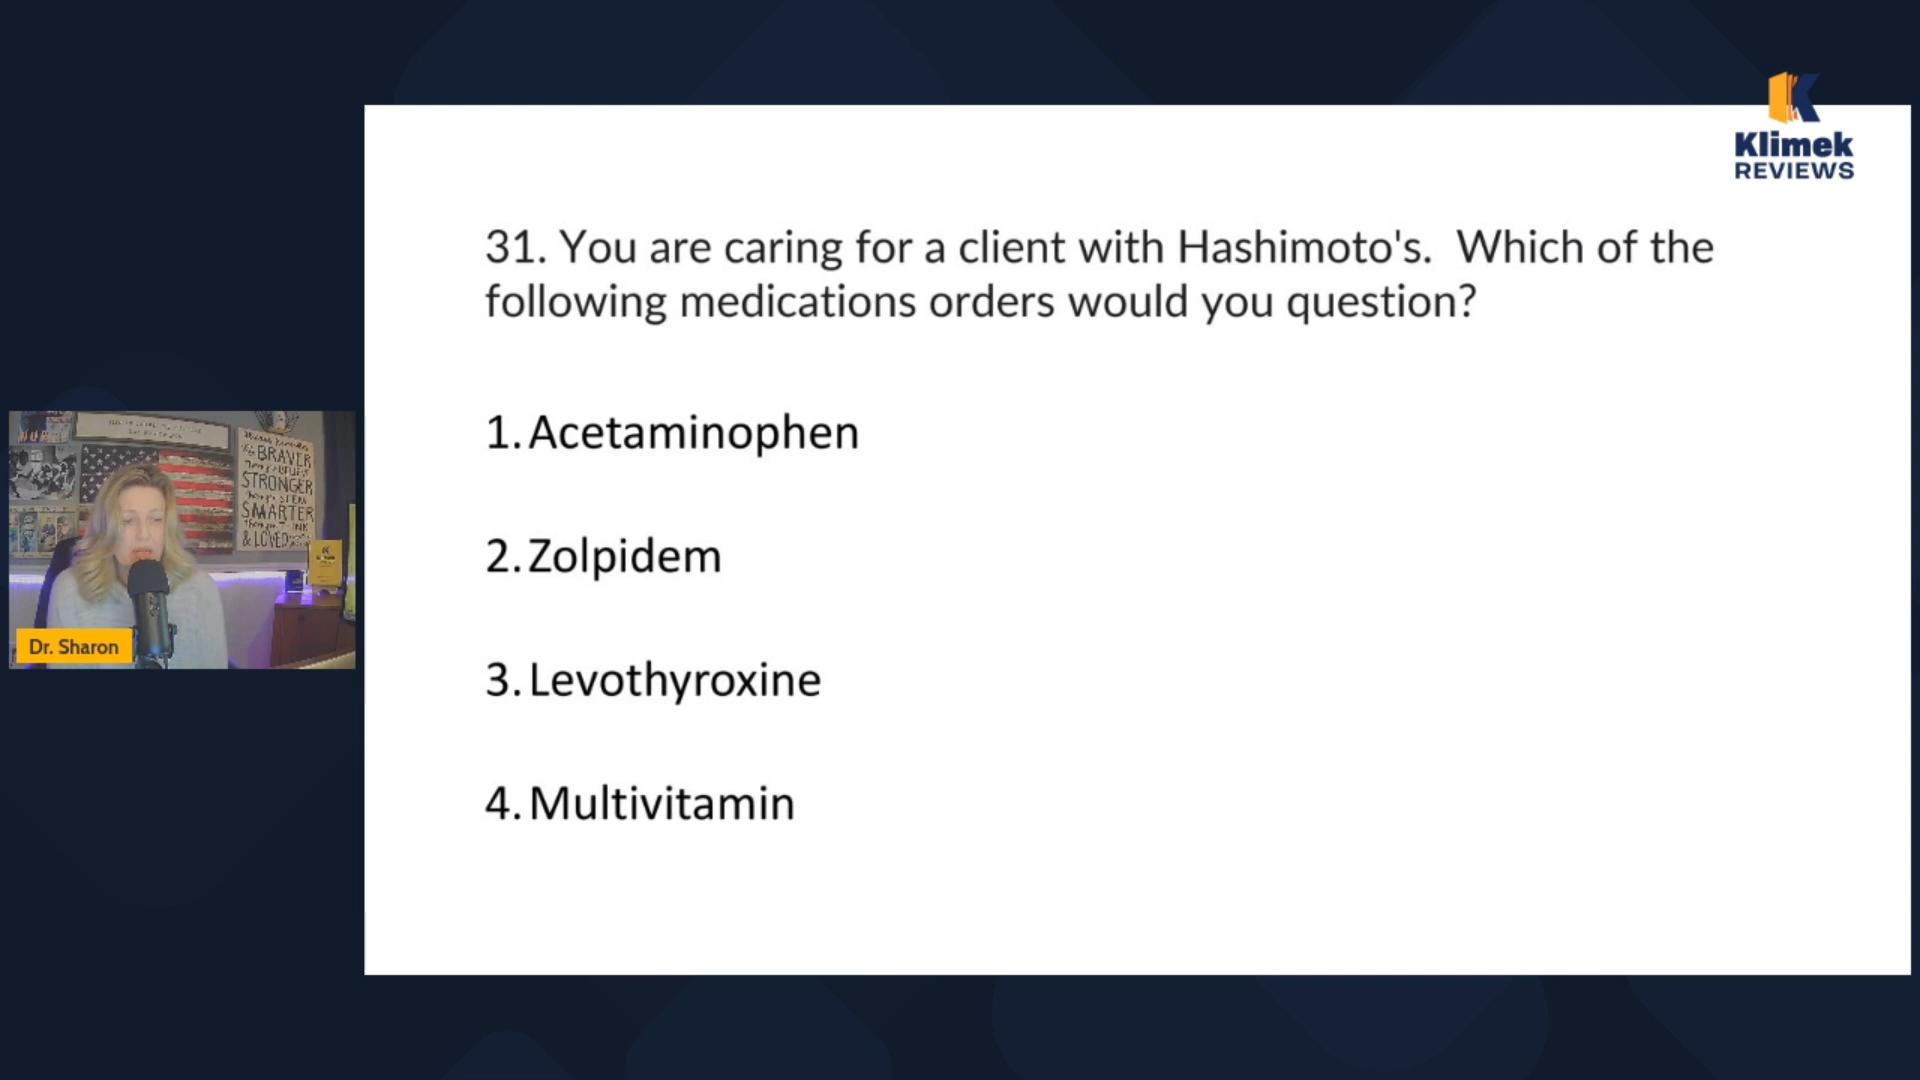 Klimek
REVIEWS
31. You are caring for a client with Hashimoto's. Which of the
following medications orders would you question?
1. Acetaminophen
2. Zolpidem
3. Levothyroxine
4. Multivitamin
BRAVER
STRONGER
SMARTER
& LOVED
Dr. Sharon